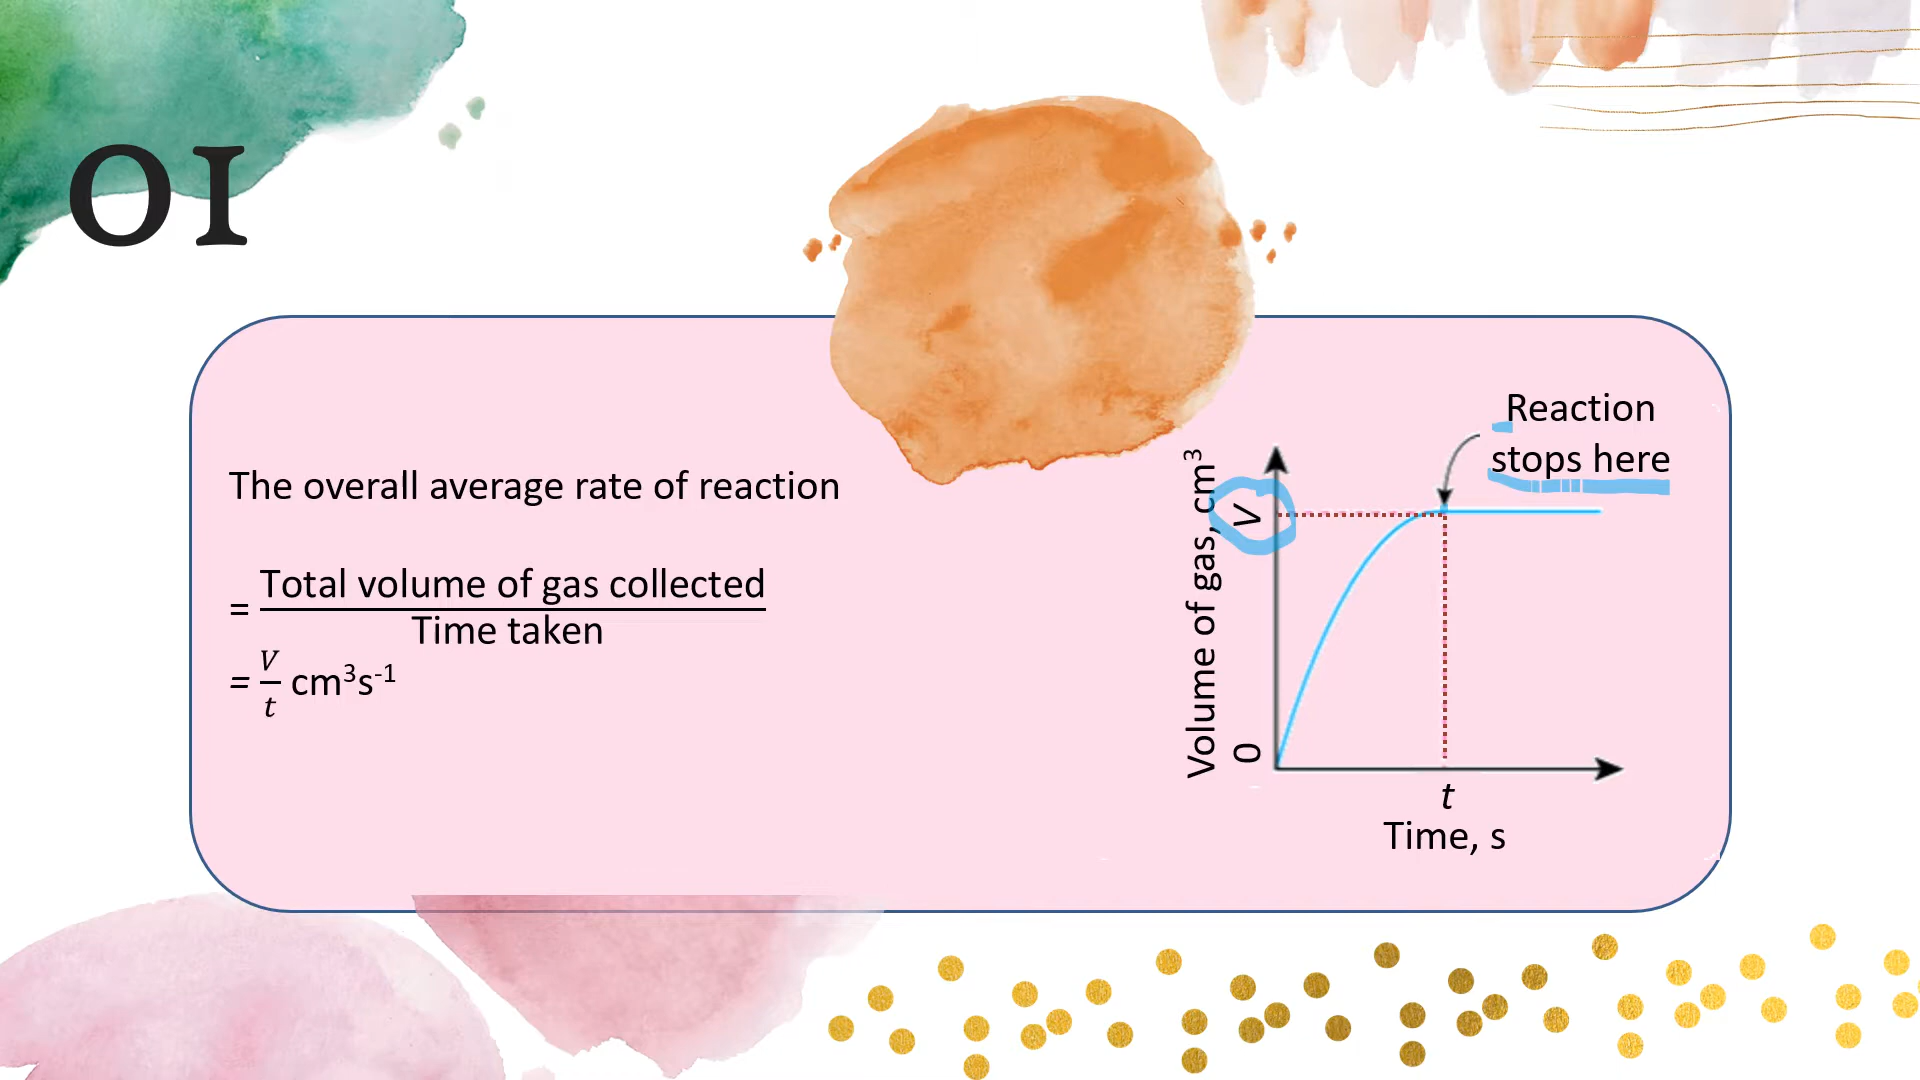 01
The overall average rate of reaction
= Total volume of gas collected
Time taken
= V/t cm³s⁻¹
Reaction
stops here
Volume of gas, cm³
V
0
t
Time, s